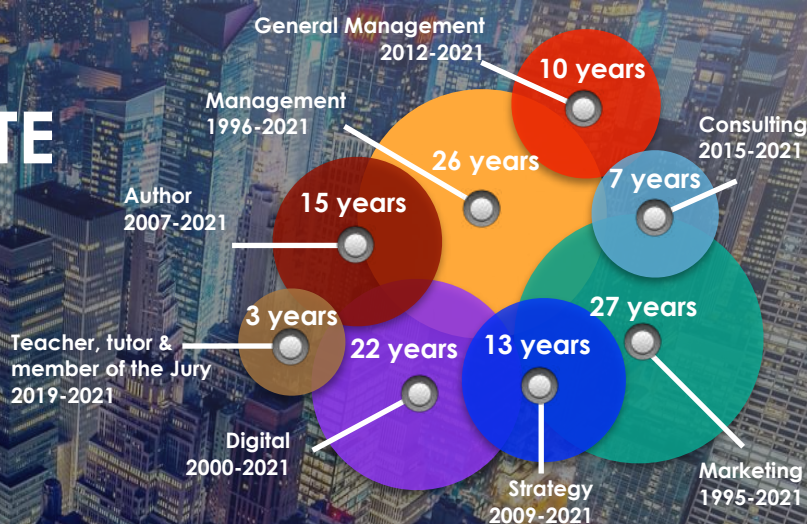 General Management
2012-2021
10 years
TE
Management
1996-2021
Consulting
2015-2021
26 years
7 years
Author
2007-2021
15 years
27 years
3 years
Teacher, tutor &
member of the Jury
2019-2021
22 years
13 years
Digital
2000-2021
Strategy
2009-2021
Marketing
1995-2021